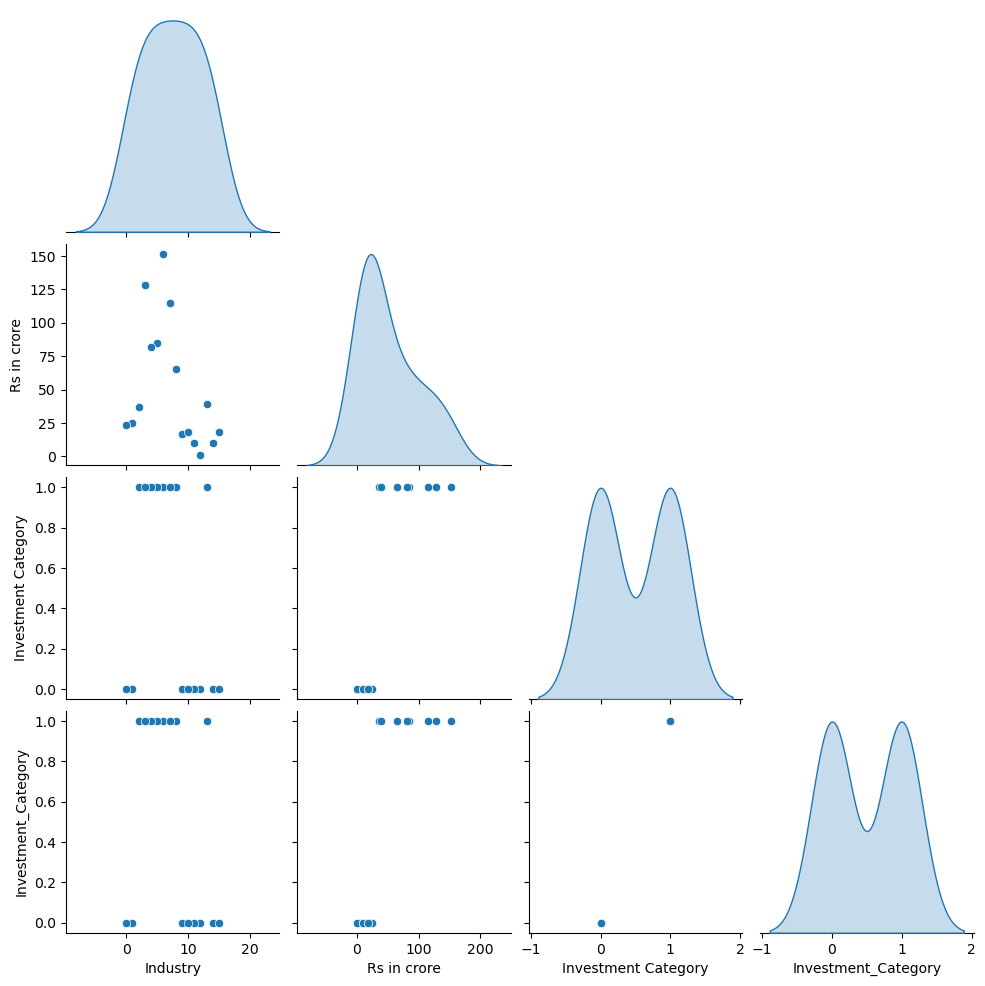 Rs in crore
150
125
100
75
50
25
0
Investment Category
1.0
0.8
0.6
0.4
0.2
0.0
Investment_Category
1.0
0.8
0.6
0.4
0.2
0.0
0 10 20
Industry
0 100 200
Rs in crore
−1 0 1 2
Investment Category
−1 0 1 2
Investment_Category